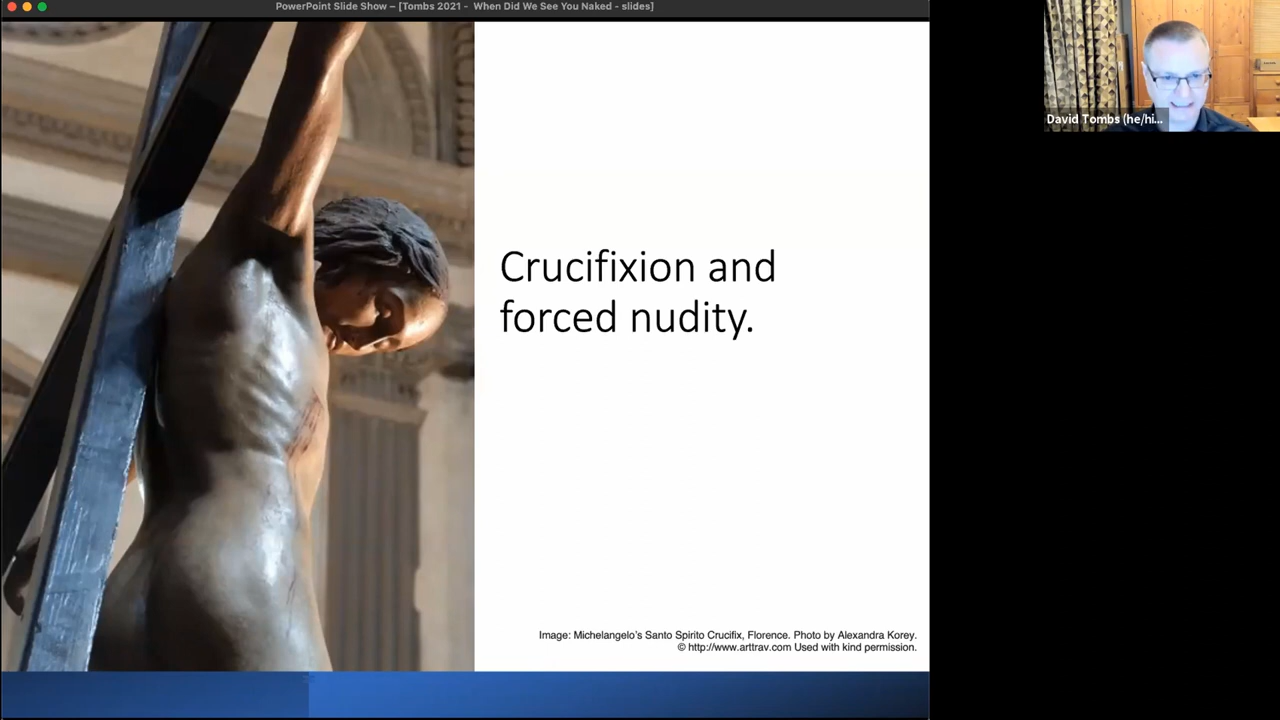 PowerPoint Slide Show – [Tombs 2021 - When Did We See You Naked - slides]
David Tombs (he/hi...
Crucifixion and
forced nudity.
Image: Michelangelo's Santo Spirito Crucifix, Florence. Photo by Alexandra Korey.
© http://www.arttrav.com Used with kind permission.